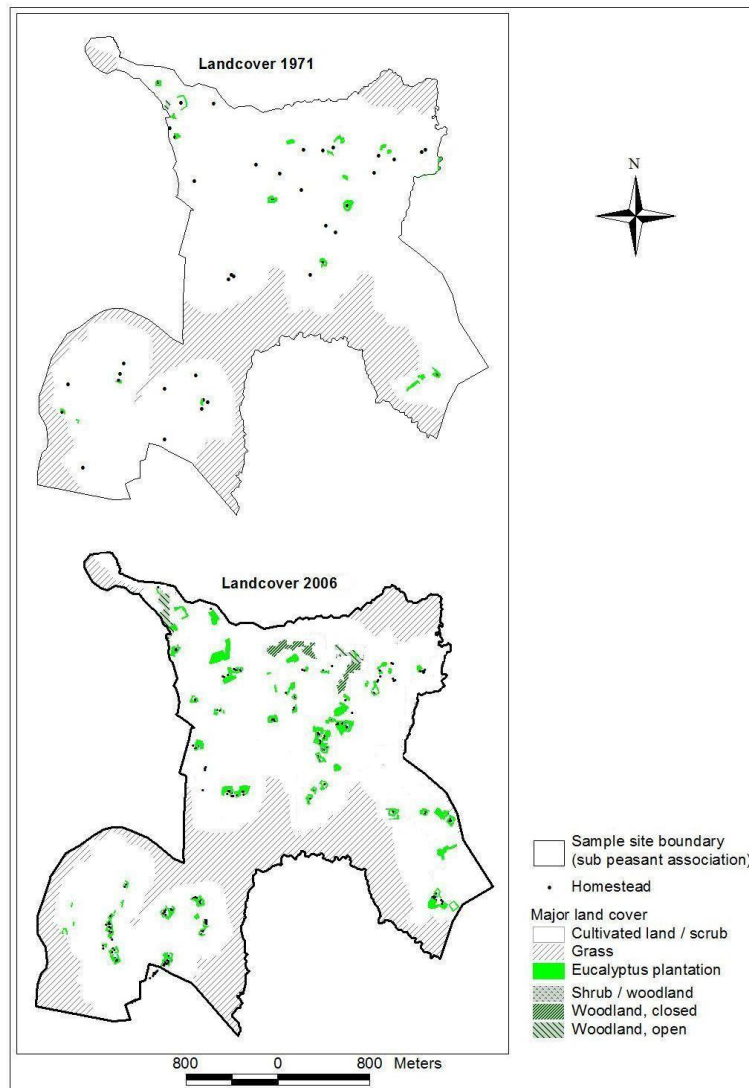 Landcover 1971
N
Landcover 2006
Sample site boundary
(sub peasant association)
Homestead
Major land cover
Cultivated land / scrub
Grass
Eucalyptus plantation
Shrub / woodland
Woodland, closed
Woodland, open
800 0 800 Meters